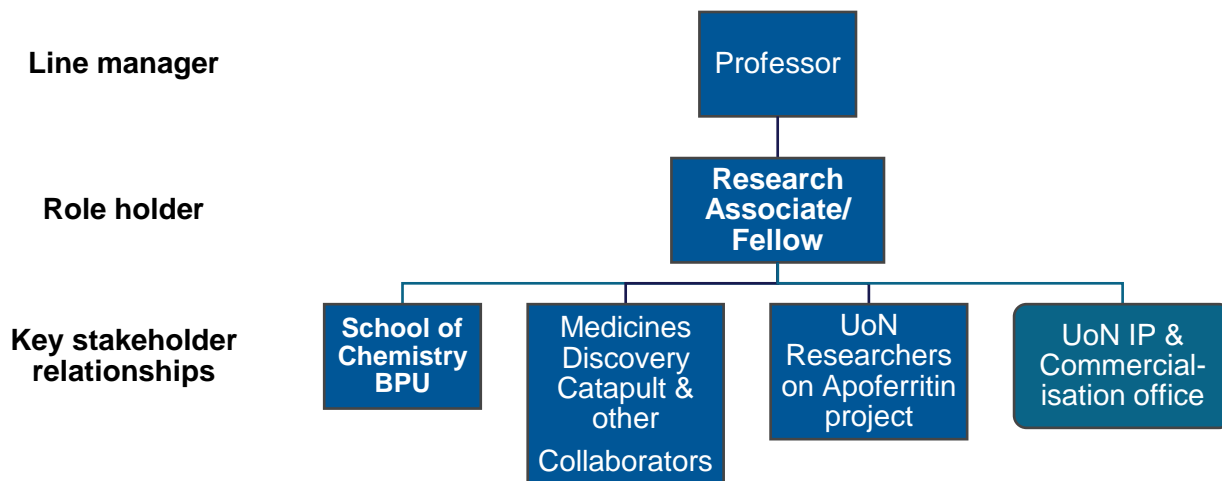 Line manager
Professor
Role holder
Research
Associate/
Fellow
Key stakeholder
relationships
School of
Chemistry
BPU
Medicines
Discovery
Catapult &
other
Collaborators
UoN
Researchers
on Apoferritin
project
UoN IP &
Commercial-
isation office